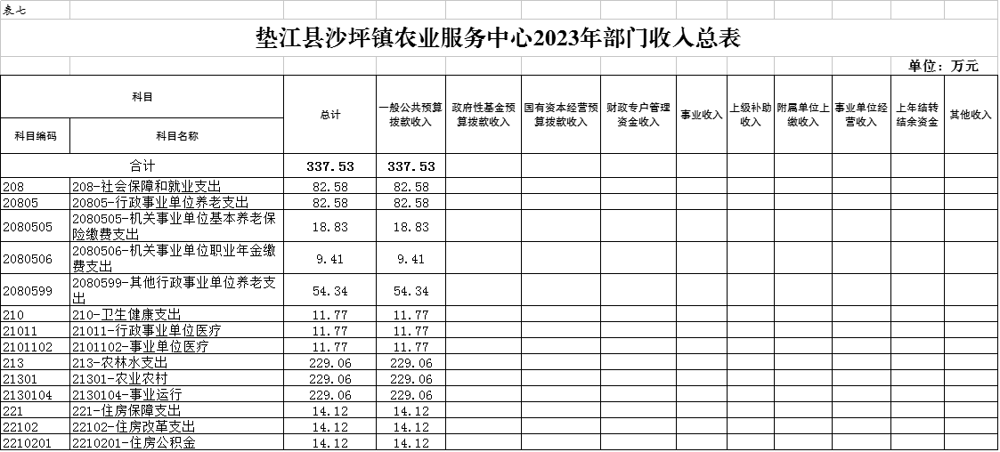 表七
垫江县沙坪镇农业服务中心2023年部门收入总表
单位：万元
科目 总计 一般公共预算拨款收入 政府性基金预算拨款收入 国有资本经营预算拨款收入 财政专户管理资金收入 事业收入 上级补助收入 附属单位上缴收入 事业单位经营收入 上年结转结余资金 其他收入
科目编码 科目名称
合计 337.53 337.53
208 208-社会保障和就业支出 82.58 82.58
20805 20805-行政事业单位养老支出 82.58 82.58
2080505 2080505-机关事业单位基本养老保险缴费支出 18.83 18.83
2080506 2080506-机关事业单位职业年金缴费支出 9.41 9.41
2080599 2080599-其他行政事业单位养老支出 54.34 54.34
210 210-卫生健康支出 11.77 11.77
21011 21011-行政事业单位医疗 11.77 11.77
2101102 2101102-事业单位医疗 11.77 11.77
213 213-农林水支出 229.06 229.06
21301 21301-农业农村 229.06 229.06
2130104 2130104-事业运行 229.06 229.06
221 221-住房保障支出 14.12 14.12
22102 22102-住房改革支出 14.12 14.12
2210201 2210201-住房公积金 14.12 14.12